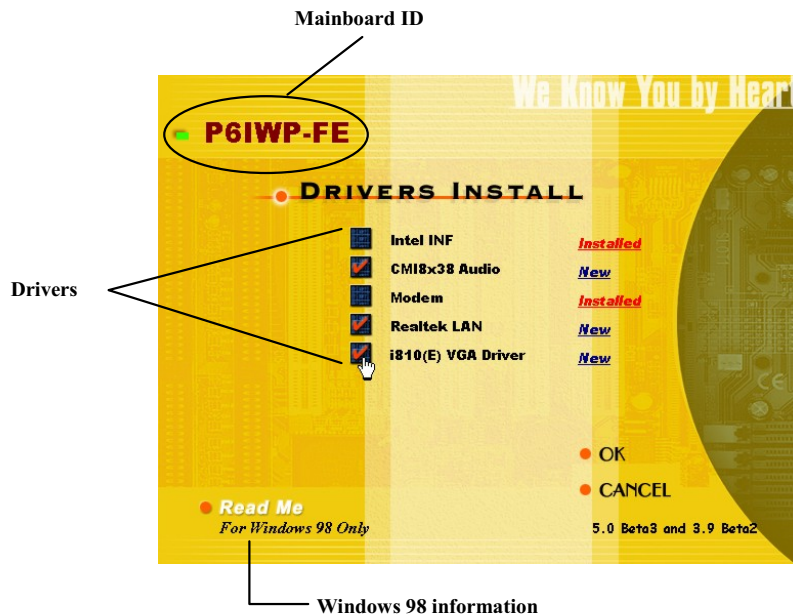 Mainboard ID
We Know You by Heart
P6IWP-FE
DRIVERS INSTALL
Intel INF Installed
CMI8x38 Audio New
Modem Installed
Realtek LAN New
i810(E) VGA Driver New
Drivers
OK
CANCEL
Read Me
For Windows 98 Only
5.0 Beta3 and 3.9 Beta2
Windows 98 information